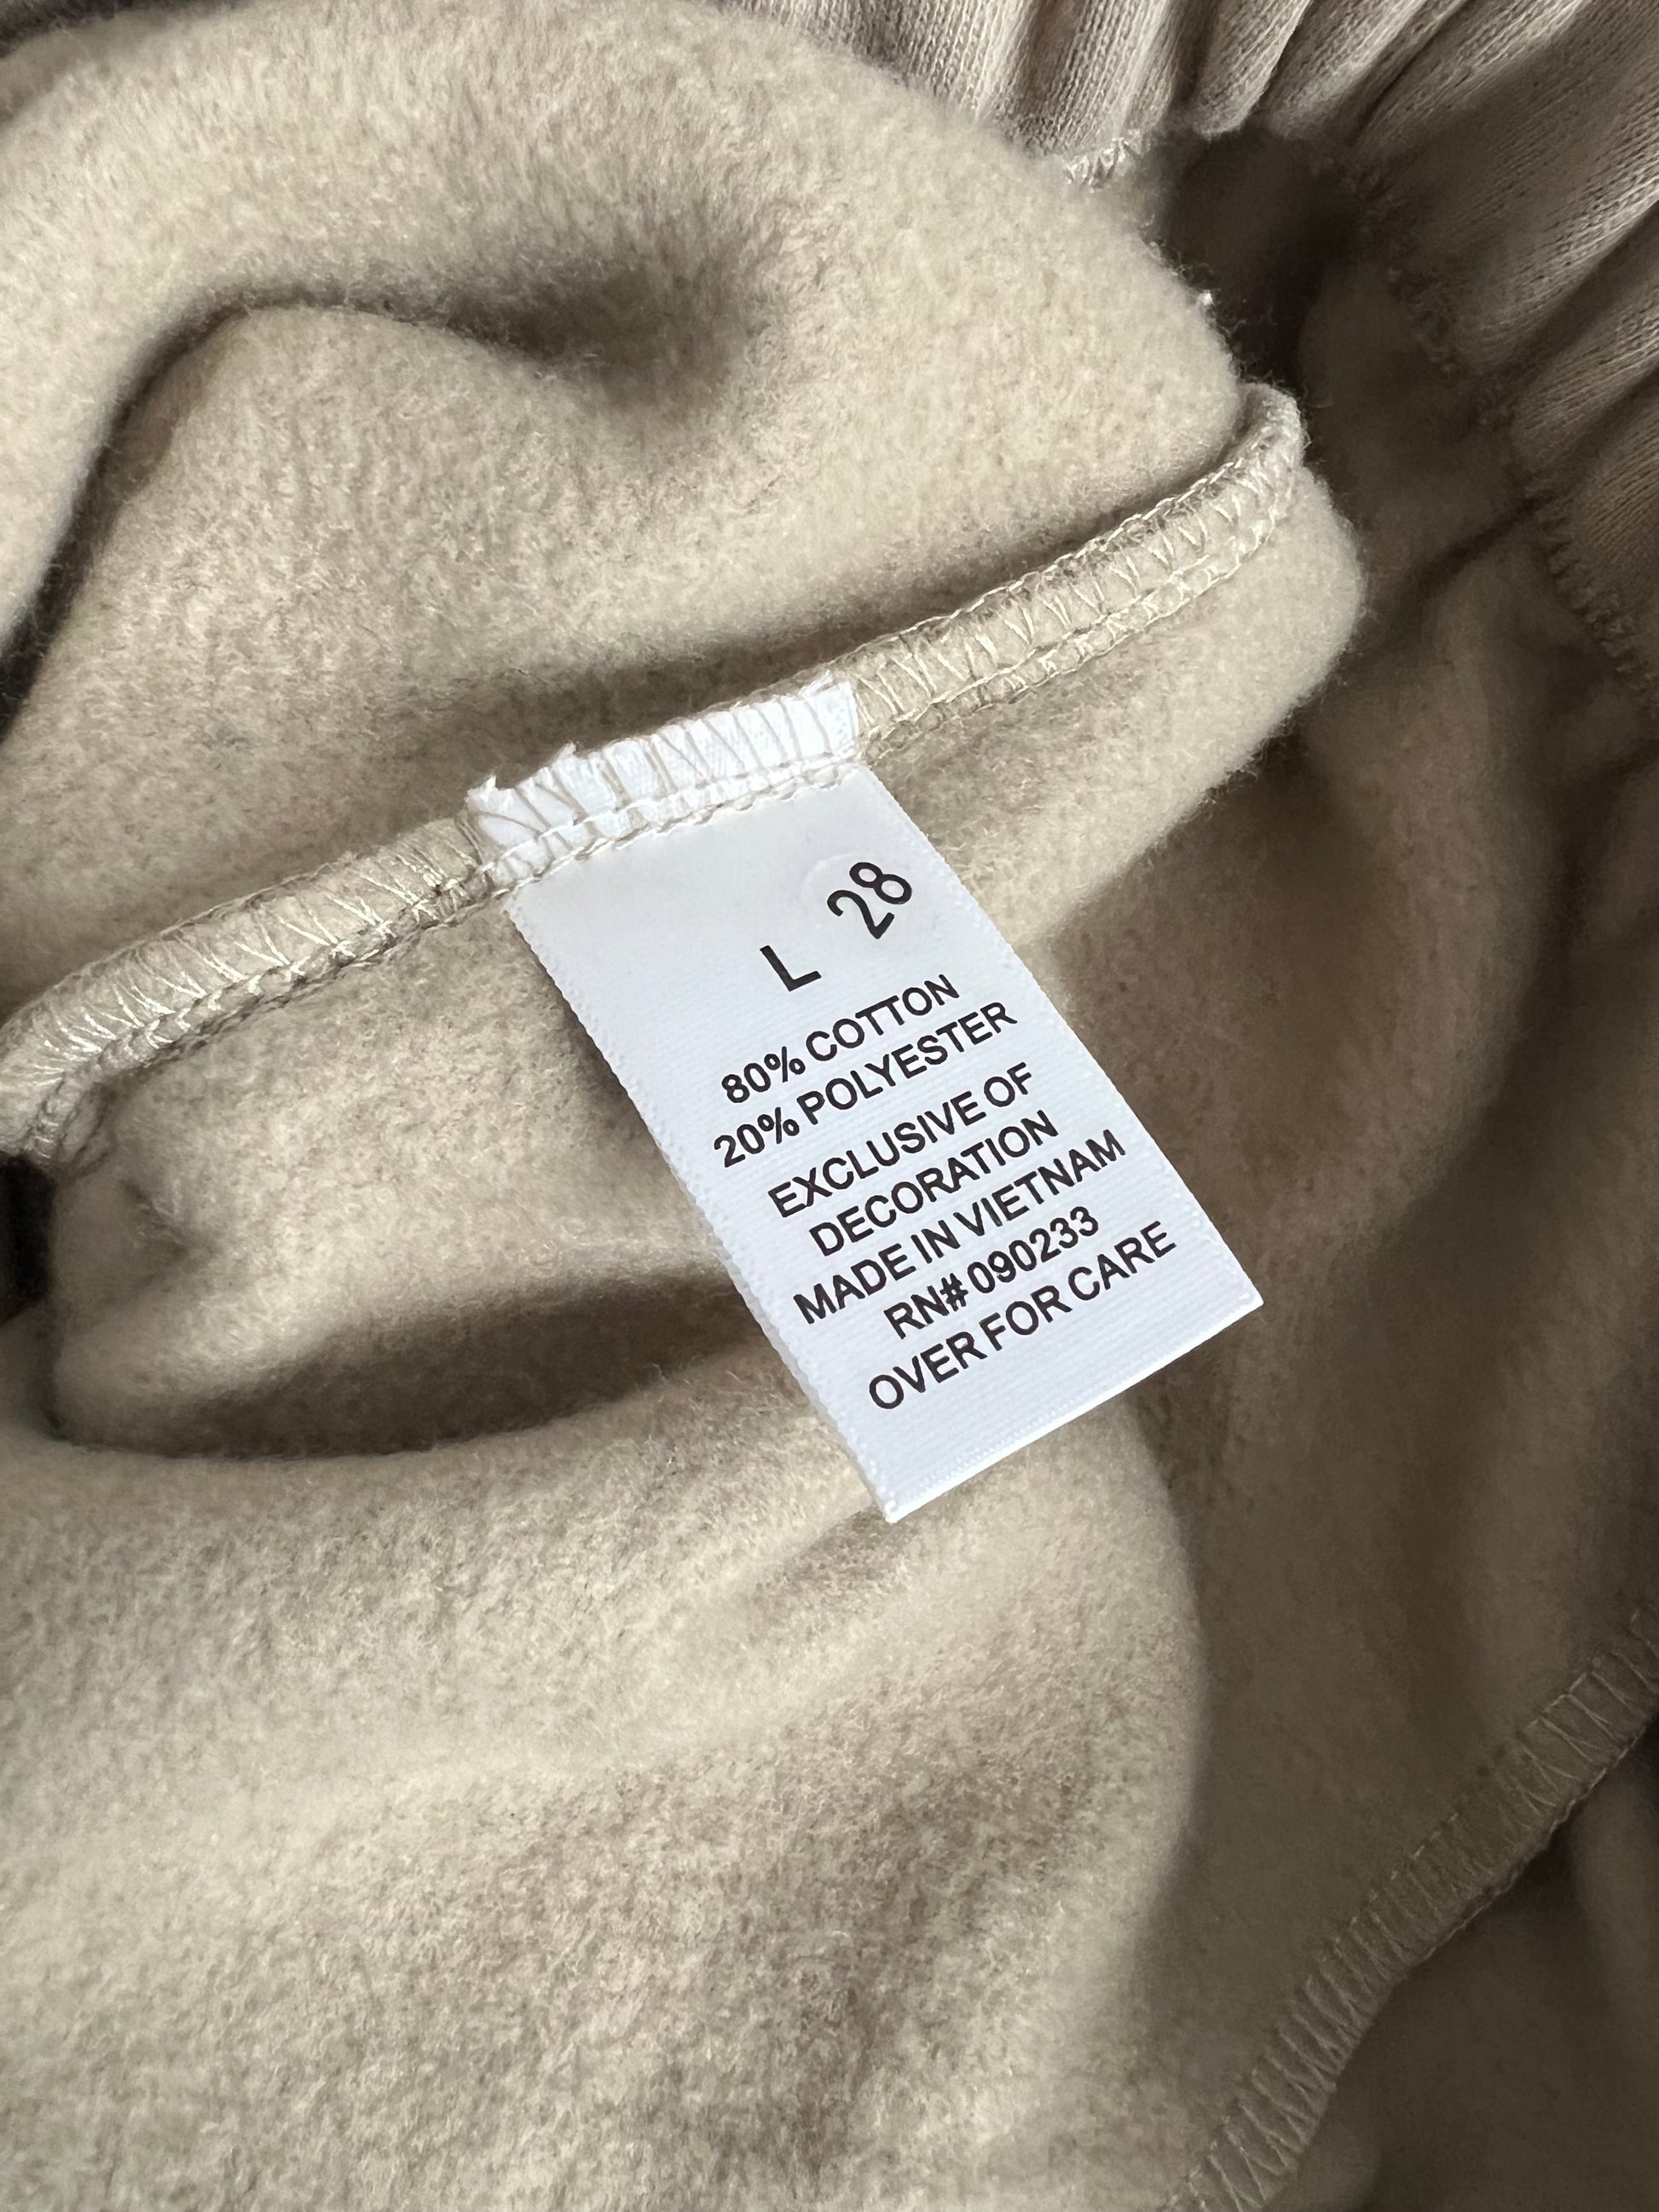 28
L
80% COTTON
20% POLYESTER
EXCLUSIVE OF
DECORATION
MADE IN VIETNAM
RN# 090233
OVER FOR CARE